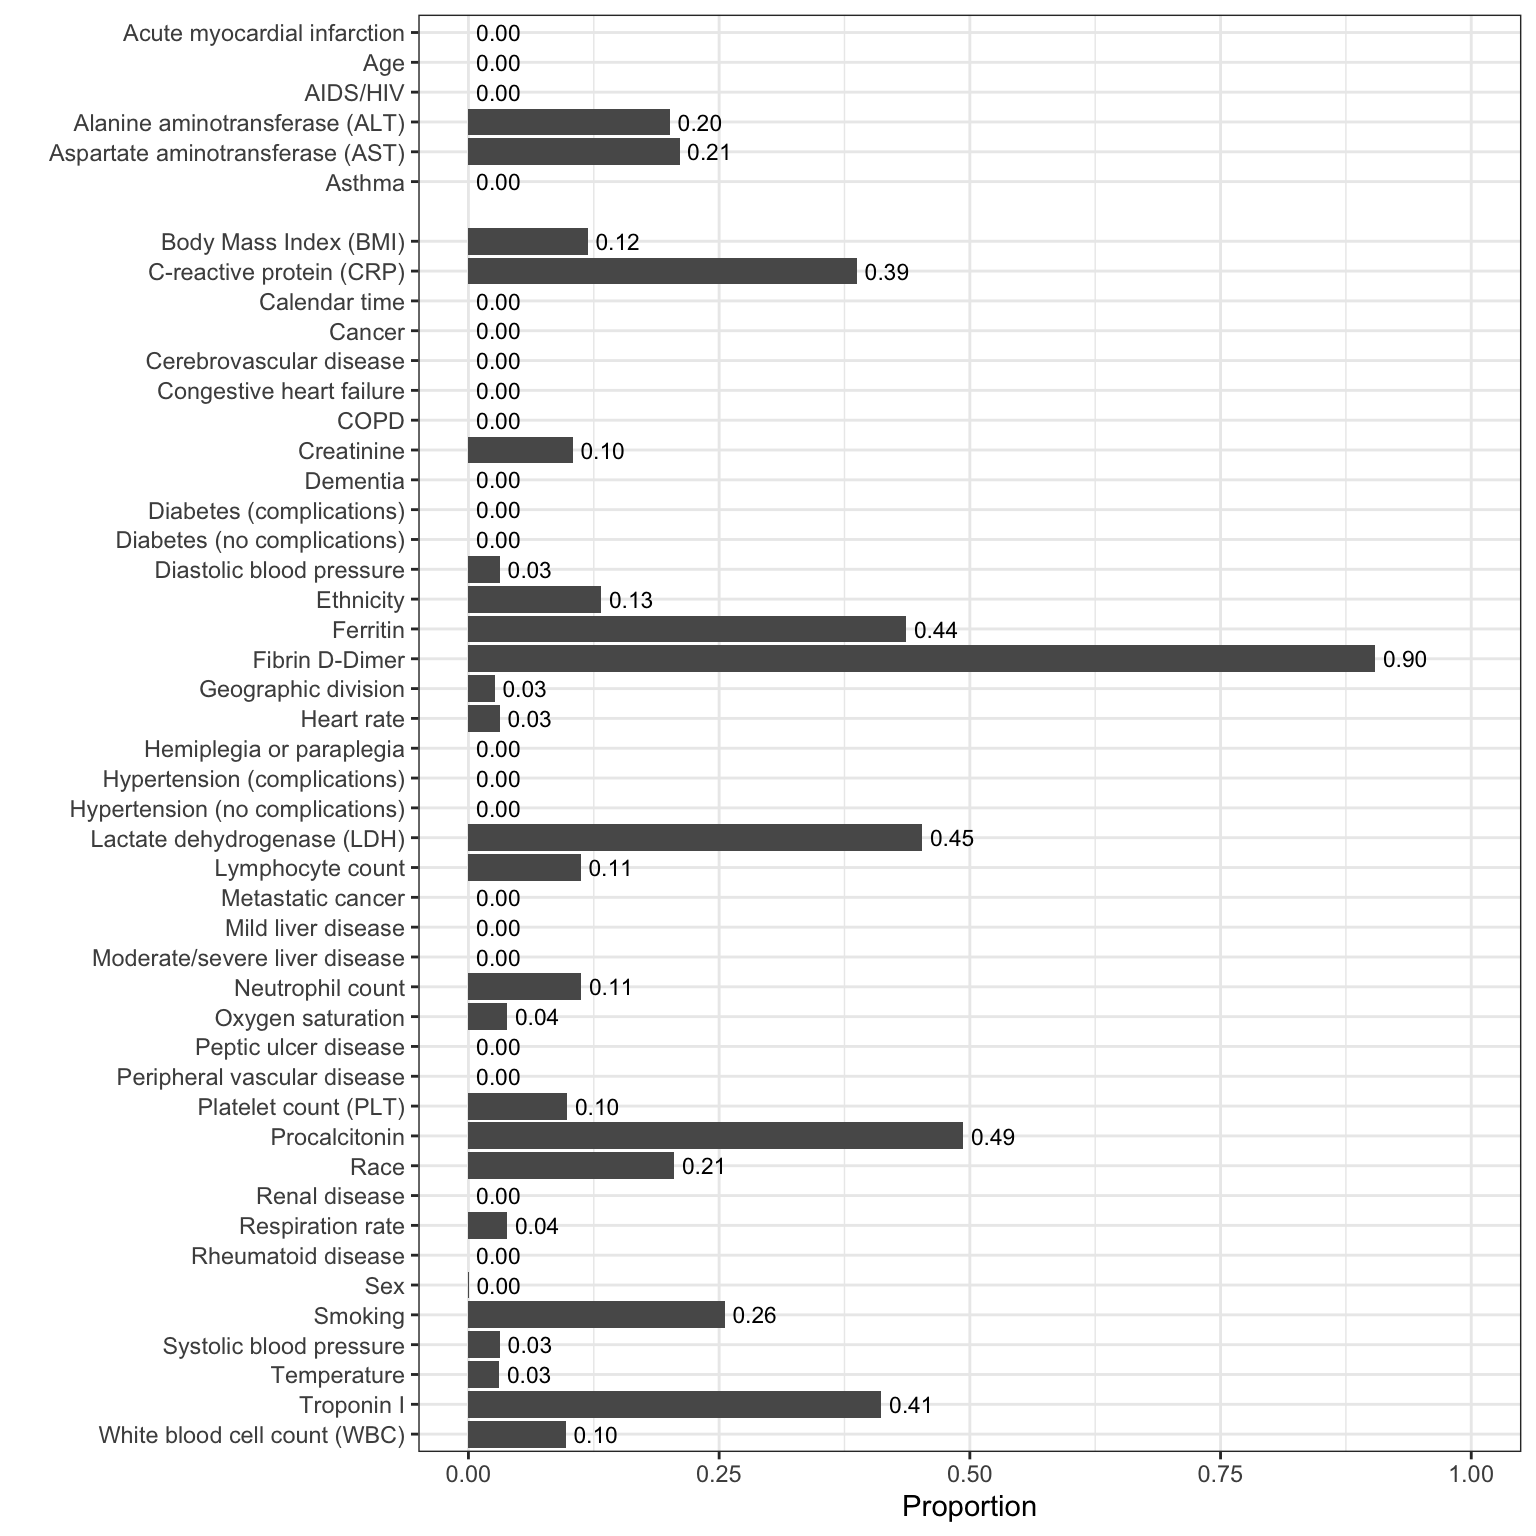 Acute myocardial infarction 0.00
Age 0.00
AIDS/HIV 0.00
Alanine aminotransferase (ALT) 0.20
Aspartate aminotransferase (AST) 0.21
Asthma 0.00
Body Mass Index (BMI) 0.12
C-reactive protein (CRP) 0.39
Calendar time 0.00
Cancer 0.00
Cerebrovascular disease 0.00
Congestive heart failure 0.00
COPD 0.00
Creatinine 0.10
Dementia 0.00
Diabetes (complications) 0.00
Diabetes (no complications) 0.00
Diastolic blood pressure 0.03
Ethnicity 0.13
Ferritin 0.44
Fibrin D-Dimer 0.90
Geographic division 0.03
Heart rate 0.03
Hemiplegia or paraplegia 0.00
Hypertension (complications) 0.00
Hypertension (no complications) 0.00
Lactate dehydrogenase (LDH) 0.45
Lymphocyte count 0.11
Metastatic cancer 0.00
Mild liver disease 0.00
Moderate/severe liver disease 0.00
Neutrophil count 0.11
Oxygen saturation 0.04
Peptic ulcer disease 0.00
Peripheral vascular disease 0.00
Platelet count (PLT) 0.10
Procalcitonin 0.49
Race 0.21
Renal disease 0.00
Respiration rate 0.04
Rheumatoid disease 0.00
Sex 0.00
Smoking 0.26
Systolic blood pressure 0.03
Temperature 0.03
Troponin I 0.41
White blood cell count (WBC) 0.10
0.00 0.25 0.50 0.75 1.00
Proportion